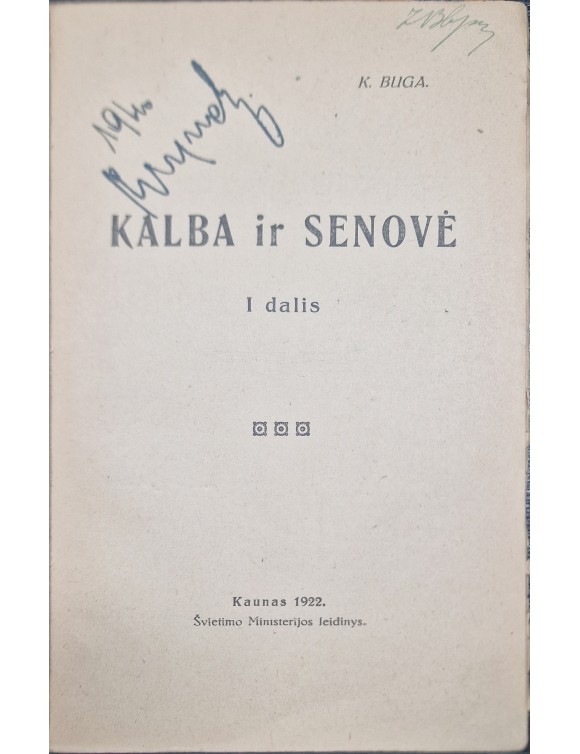 K. BUGA.
KALBA ir SENOVĖ
I dalis
Kaunas 1922.
Švietimo Ministerijos leidinys.